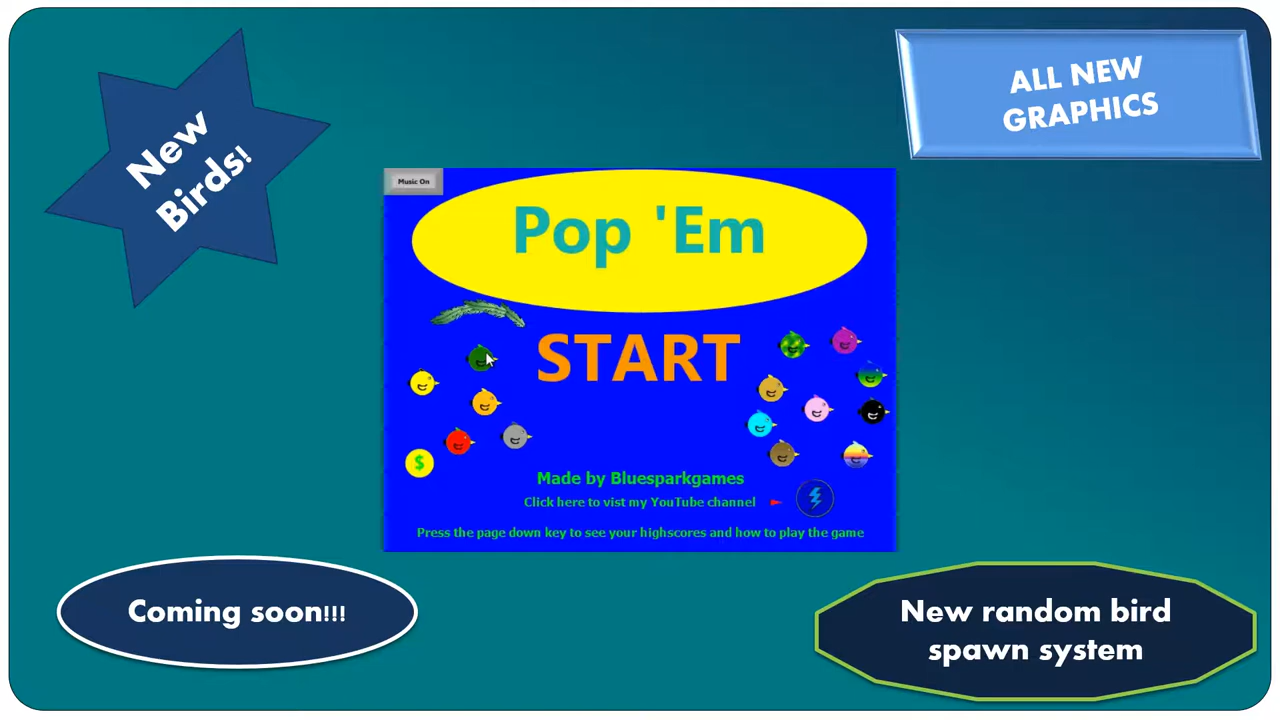 New
Birds!
ALL NEW
GRAPHICS
Music On
Pop 'Em
START
$
Made by Bluesparkgames
Click here to vist my YouTube channel
Press the page down key to see your highscores and how to play the game
Coming soon!!!
New random bird
spawn system